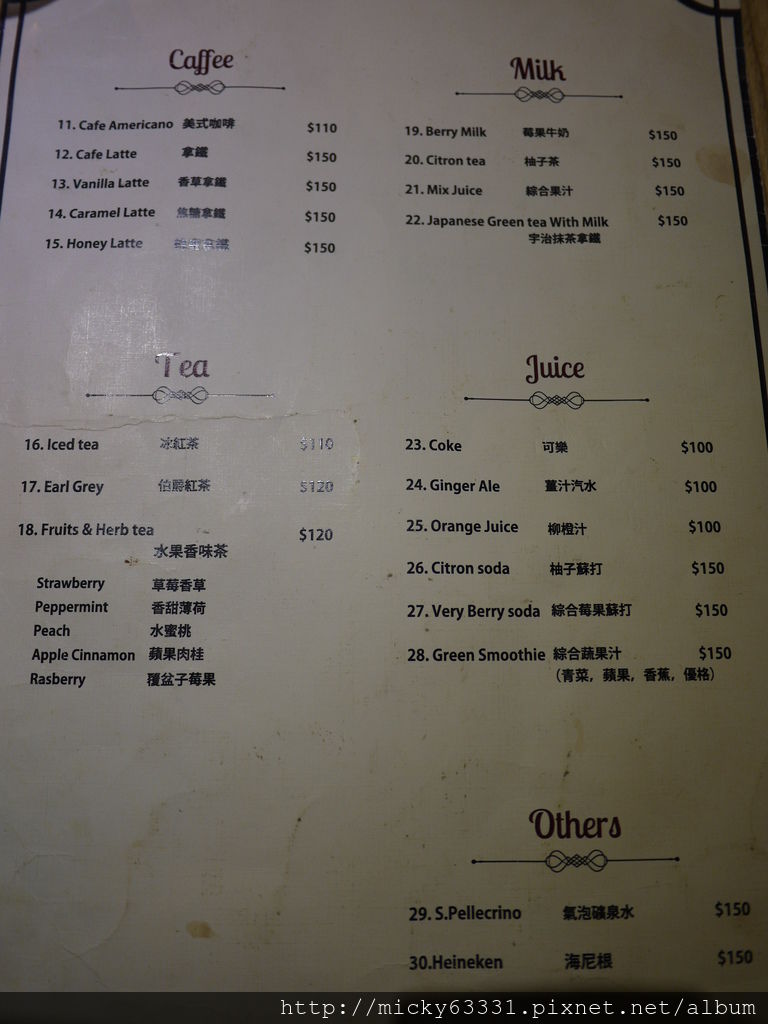 Caffee
11. Cafe Americano 美式咖啡 $110
12. Cafe Latte 拿鐵 $150
13. Vanilla Latte 香草拿鐵 $150
14. Caramel Latte 焦糖拿鐵 $150
15. Honey Latte 蜂蜜拿鐵 $150
Tea
16. Iced tea 冰紅茶 $110
17. Earl Grey 伯爵紅茶 $120
18. Fruits & Herb tea $120
水果香味茶
Strawberry 草莓香草
Peppermint 香甜薄荷
Peach 水蜜桃
Apple Cinnamon 蘋果肉桂
Rasberry 覆盆子莓果
Milk
19. Berry Milk 莓果牛奶 $150
20. Citron tea 柚子茶 $150
21. Mix Juice 綜合果汁 $150
22. Japanese Green tea With Milk $150
宇治抹茶拿鐵
Juice
23. Coke 可樂 $100
24. Ginger Ale 薑汁汽水 $100
25. Orange Juice 柳橙汁 $100
26. Citron soda 柚子蘇打 $150
27. Very Berry soda 綜合莓果蘇打 $150
28. Green Smoothie 綜合蔬果汁 $150
（青菜，蘋果，香蕉，優格）
Others
29. S.Pellecrino 氣泡礦泉水 $150
30.Heineken 海尼根 $150
http://micky63331.pixnet.net/album